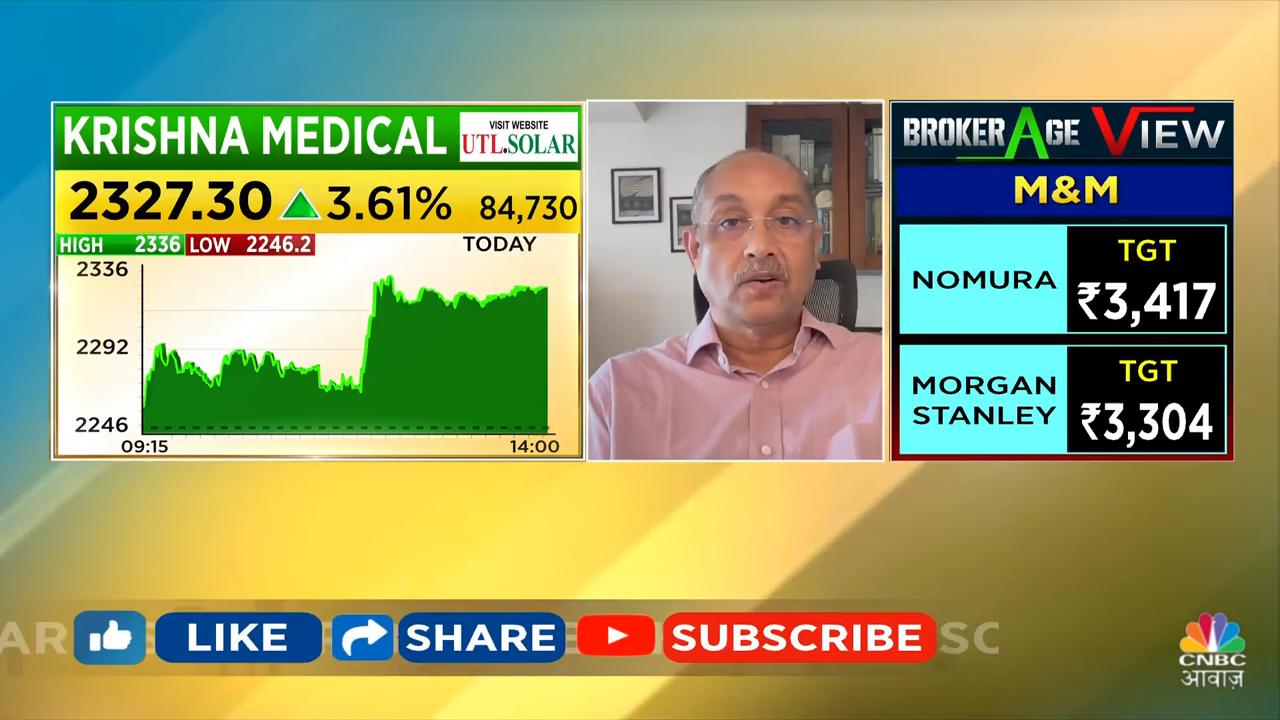 KRISHNA MEDICAL
VISIT WEBSITE
UTL.SOLAR
2327.30 3.61% 84,730
HIGH 2336 LOW 2246.2 TODAY
2336
2292
2246
09:15 14:00
BROKERAGE VIEW
M&M
NOMURA
TGT
₹3,417
MORGAN
STANLEY
TGT
₹3,304
LIKE SHARE SUBSCRIBE
CNBC
आवाज़